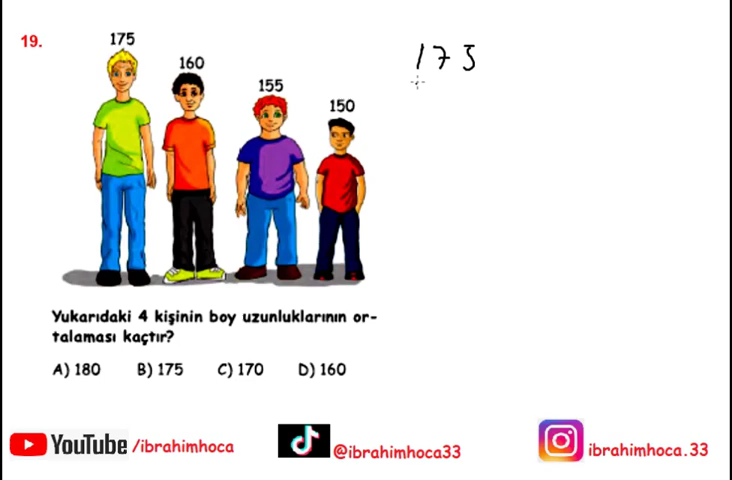 19.
175
160
155
150
175
Yukarıdaki 4 kişinin boy uzunluklarının or-
talaması kaçtır?
A) 180 B) 175 C) 170 D) 160
YouTube /ibrahimhoca
@ibrahimhoca33
ibrahimhoca.33